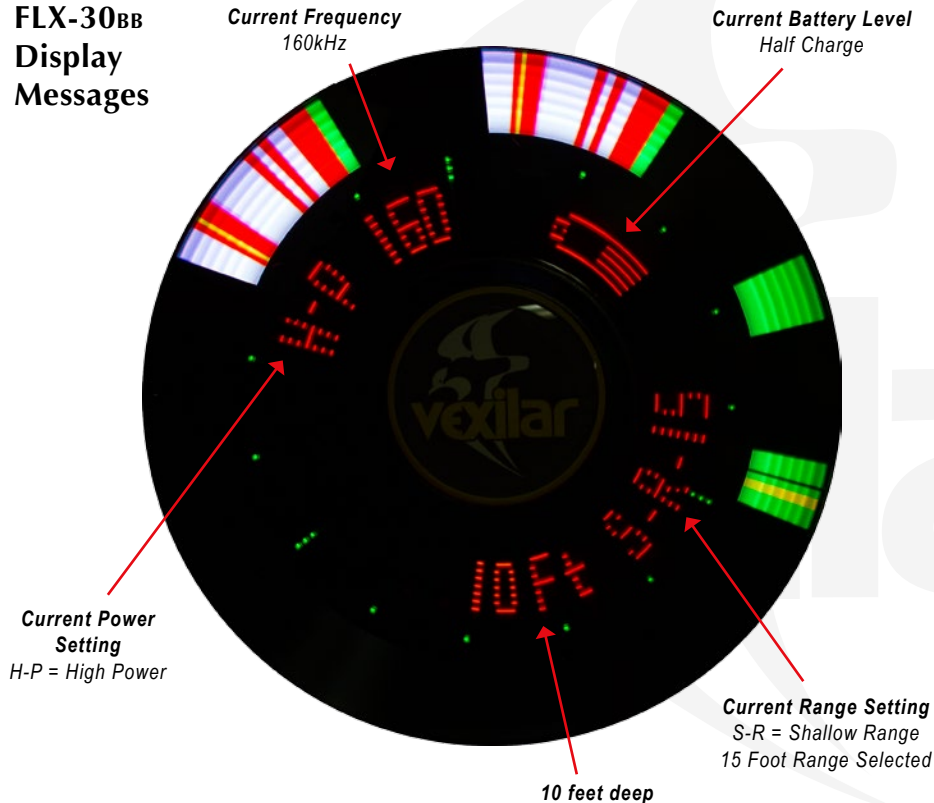 FLX-30BB
Display
Messages
Current Frequency
160kHz
Current Battery Level
Half Charge
160
H-P
vexilar
S-R-15
10Ft
Current Power
Setting
H-P = High Power
Current Range Setting
S-R = Shallow Range
15 Foot Range Selected
10 feet deep